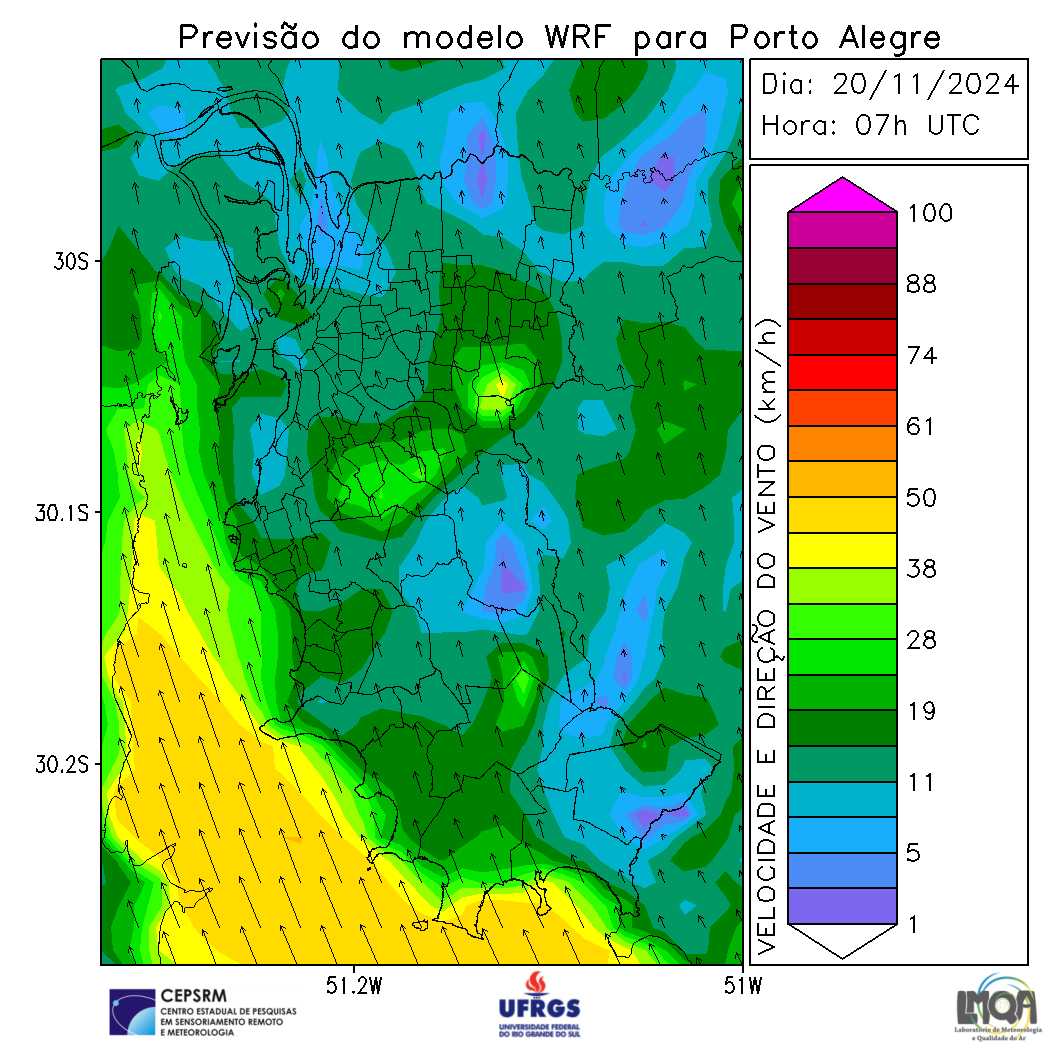 Previsão do modelo WRF para Porto Alegre
Dia: 20/11/2024
Hora: 07h UTC
30S
30.1S
30.2S
51.2W
51W
VELOCIDADE E DIREÇÃO DO VENTO (km/h)
100
88
74
61
50
38
28
19
11
5
1
CEPSRM
CENTRO ESTADUAL DE PESQUISAS
EM SENSORIAMENTO REMOTO
E METEOROLOGIA
UFRGS
UNIVERSIDADE FEDERAL
DO RIO GRANDE DO SUL
LMQA
Laboratório de Meteorologia
e Qualidade do Ar